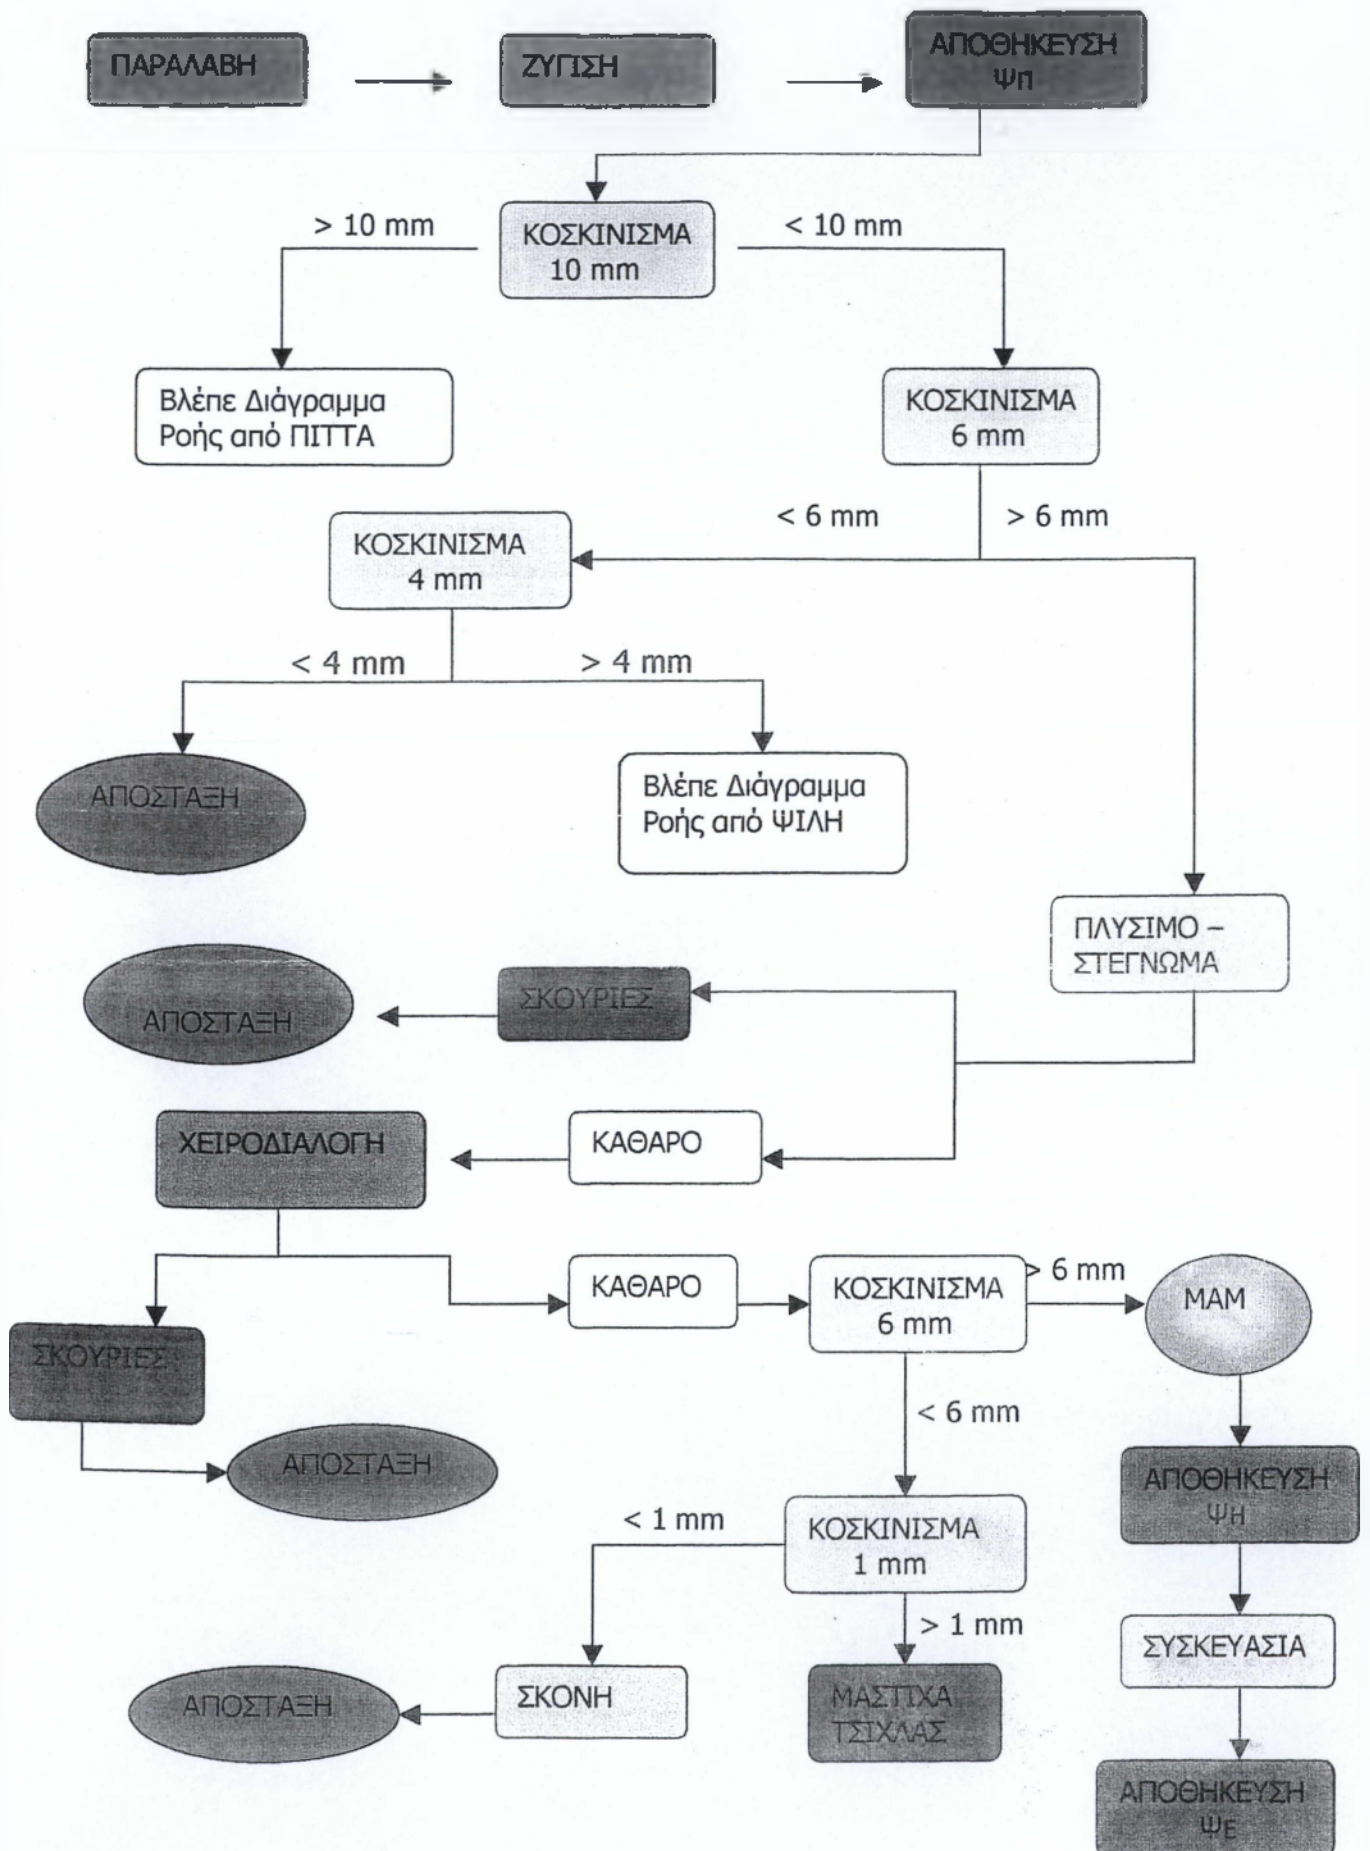 ΠΑΡΑΛΑΒΗ
ΖΥΓΙΣΗ
ΑΠΟΘΗΚΕΥΣΗ
ΨΠ
ΚΟΣΚΙΝΙΣΜΑ
10 mm
> 10 mm
< 10 mm
Βλέπε Διάγραμμα
Ροής από ΠΙΤΤΑ
ΚΟΣΚΙΝΙΣΜΑ
6 mm
< 6 mm
> 6 mm
ΚΟΣΚΙΝΙΣΜΑ
4 mm
< 4 mm
> 4 mm
ΑΠΟΣΤΑΞΗ
Βλέπε Διάγραμμα
Ροής από ΨΙΛΗ
ΠΛΥΣΙΜΟ –
ΣΤΕΓΝΩΜΑ
ΣΚΟΥΡΙΕΣ
ΑΠΟΣΤΑΞΗ
ΚΑΘΑΡΟ
ΧΕΙΡΟΔΙΑΛΟΓΗ
ΚΑΘΑΡΟ
ΚΟΣΚΙΝΙΣΜΑ
6 mm
> 6 mm
ΜΑΜ
ΣΚΟΥΡΙΕΣ
ΑΠΟΣΤΑΞΗ
< 6 mm
ΑΠΟΘΗΚΕΥΣΗ
ΨΗ
ΚΟΣΚΙΝΙΣΜΑ
1 mm
< 1 mm
> 1 mm
ΣΥΣΚΕΥΑΣΙΑ
ΣΚΟΝΗ
ΑΠΟΣΤΑΞΗ
ΜΑΣΤΙΧΑ
ΤΣΙΧΛΑΣ
ΑΠΟΘΗΚΕΥΣΗ
ΨΕ